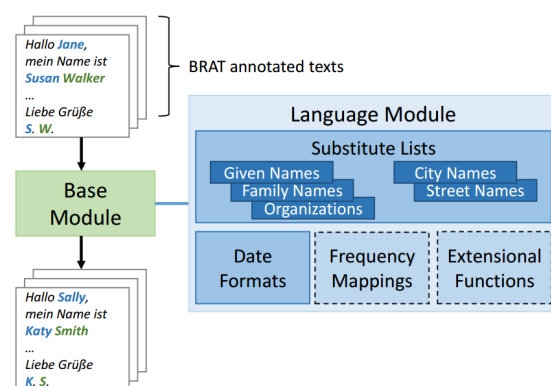 Hallo Jane,
mein Name ist
Susan Walker
...
Liebe Grüße
S. W.
BRAT annotated texts
Base
Module
Language Module
Substitute Lists
Given Names
Family Names
Organizations
City Names
Street Names
Date
Formats
Frequency
Mappings
Extensional
Functions
Hallo Sally,
mein Name ist
Katy Smith
...
Liebe Grüße
K. S.